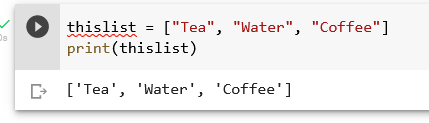 thislist = ["Tea", "Water", "Coffee"]
print(thislist)
['Tea', 'Water', 'Coffee']